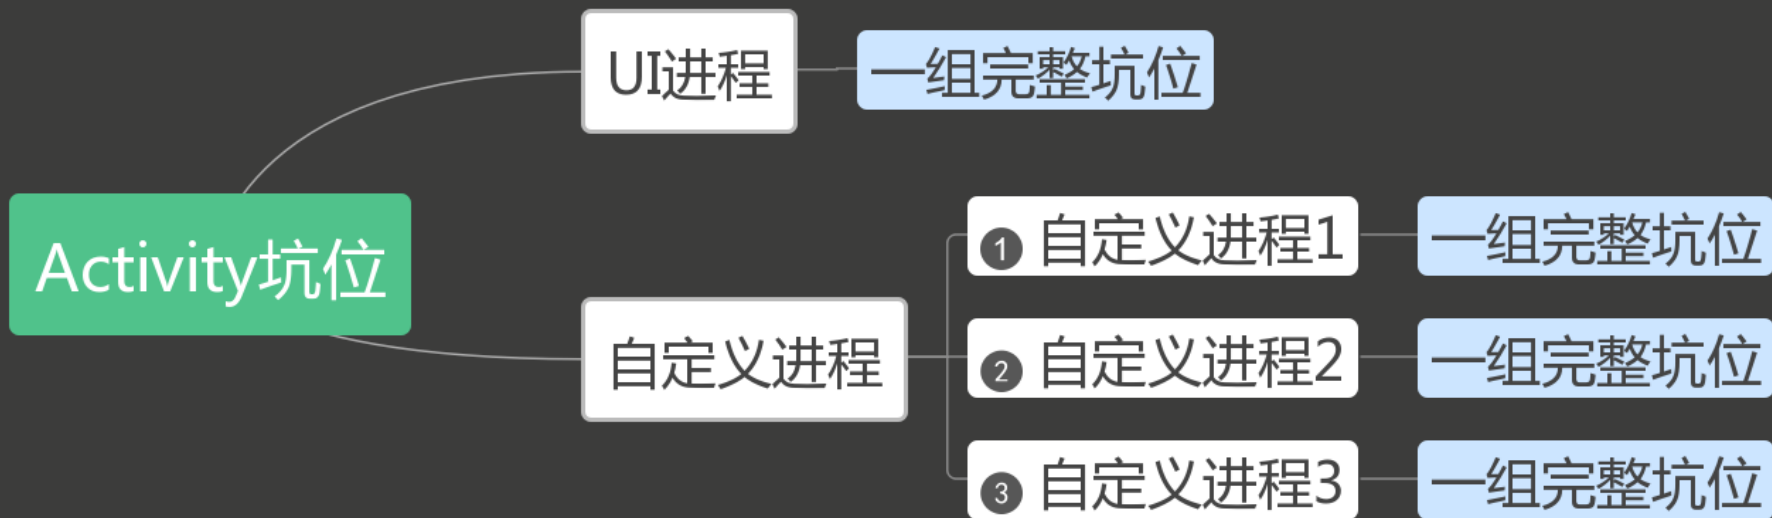 UI进程
一组完整坑位
Activity坑位
自定义进程
1 自定义进程1
一组完整坑位
2 自定义进程2
一组完整坑位
3 自定义进程3
一组完整坑位